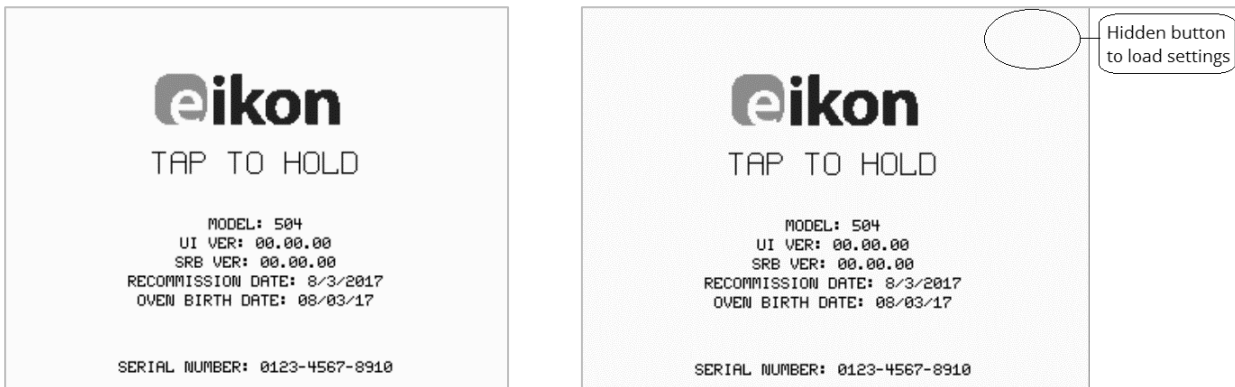 eikon
TAP TO HOLD
MODEL: 504
UI VER: 00.00.00
SRB VER: 00.00.00
RECOMMISSION DATE: 8/3/2017
OVEN BIRTH DATE: 08/03/17
SERIAL NUMBER: 0123-4567-8910
eikon
TAP TO HOLD
MODEL: 504
UI VER: 00.00.00
SRB VER: 00.00.00
RECOMMISSION DATE: 8/3/2017
OVEN BIRTH DATE: 08/03/17
SERIAL NUMBER: 0123-4567-8910
Hidden button
to load settings